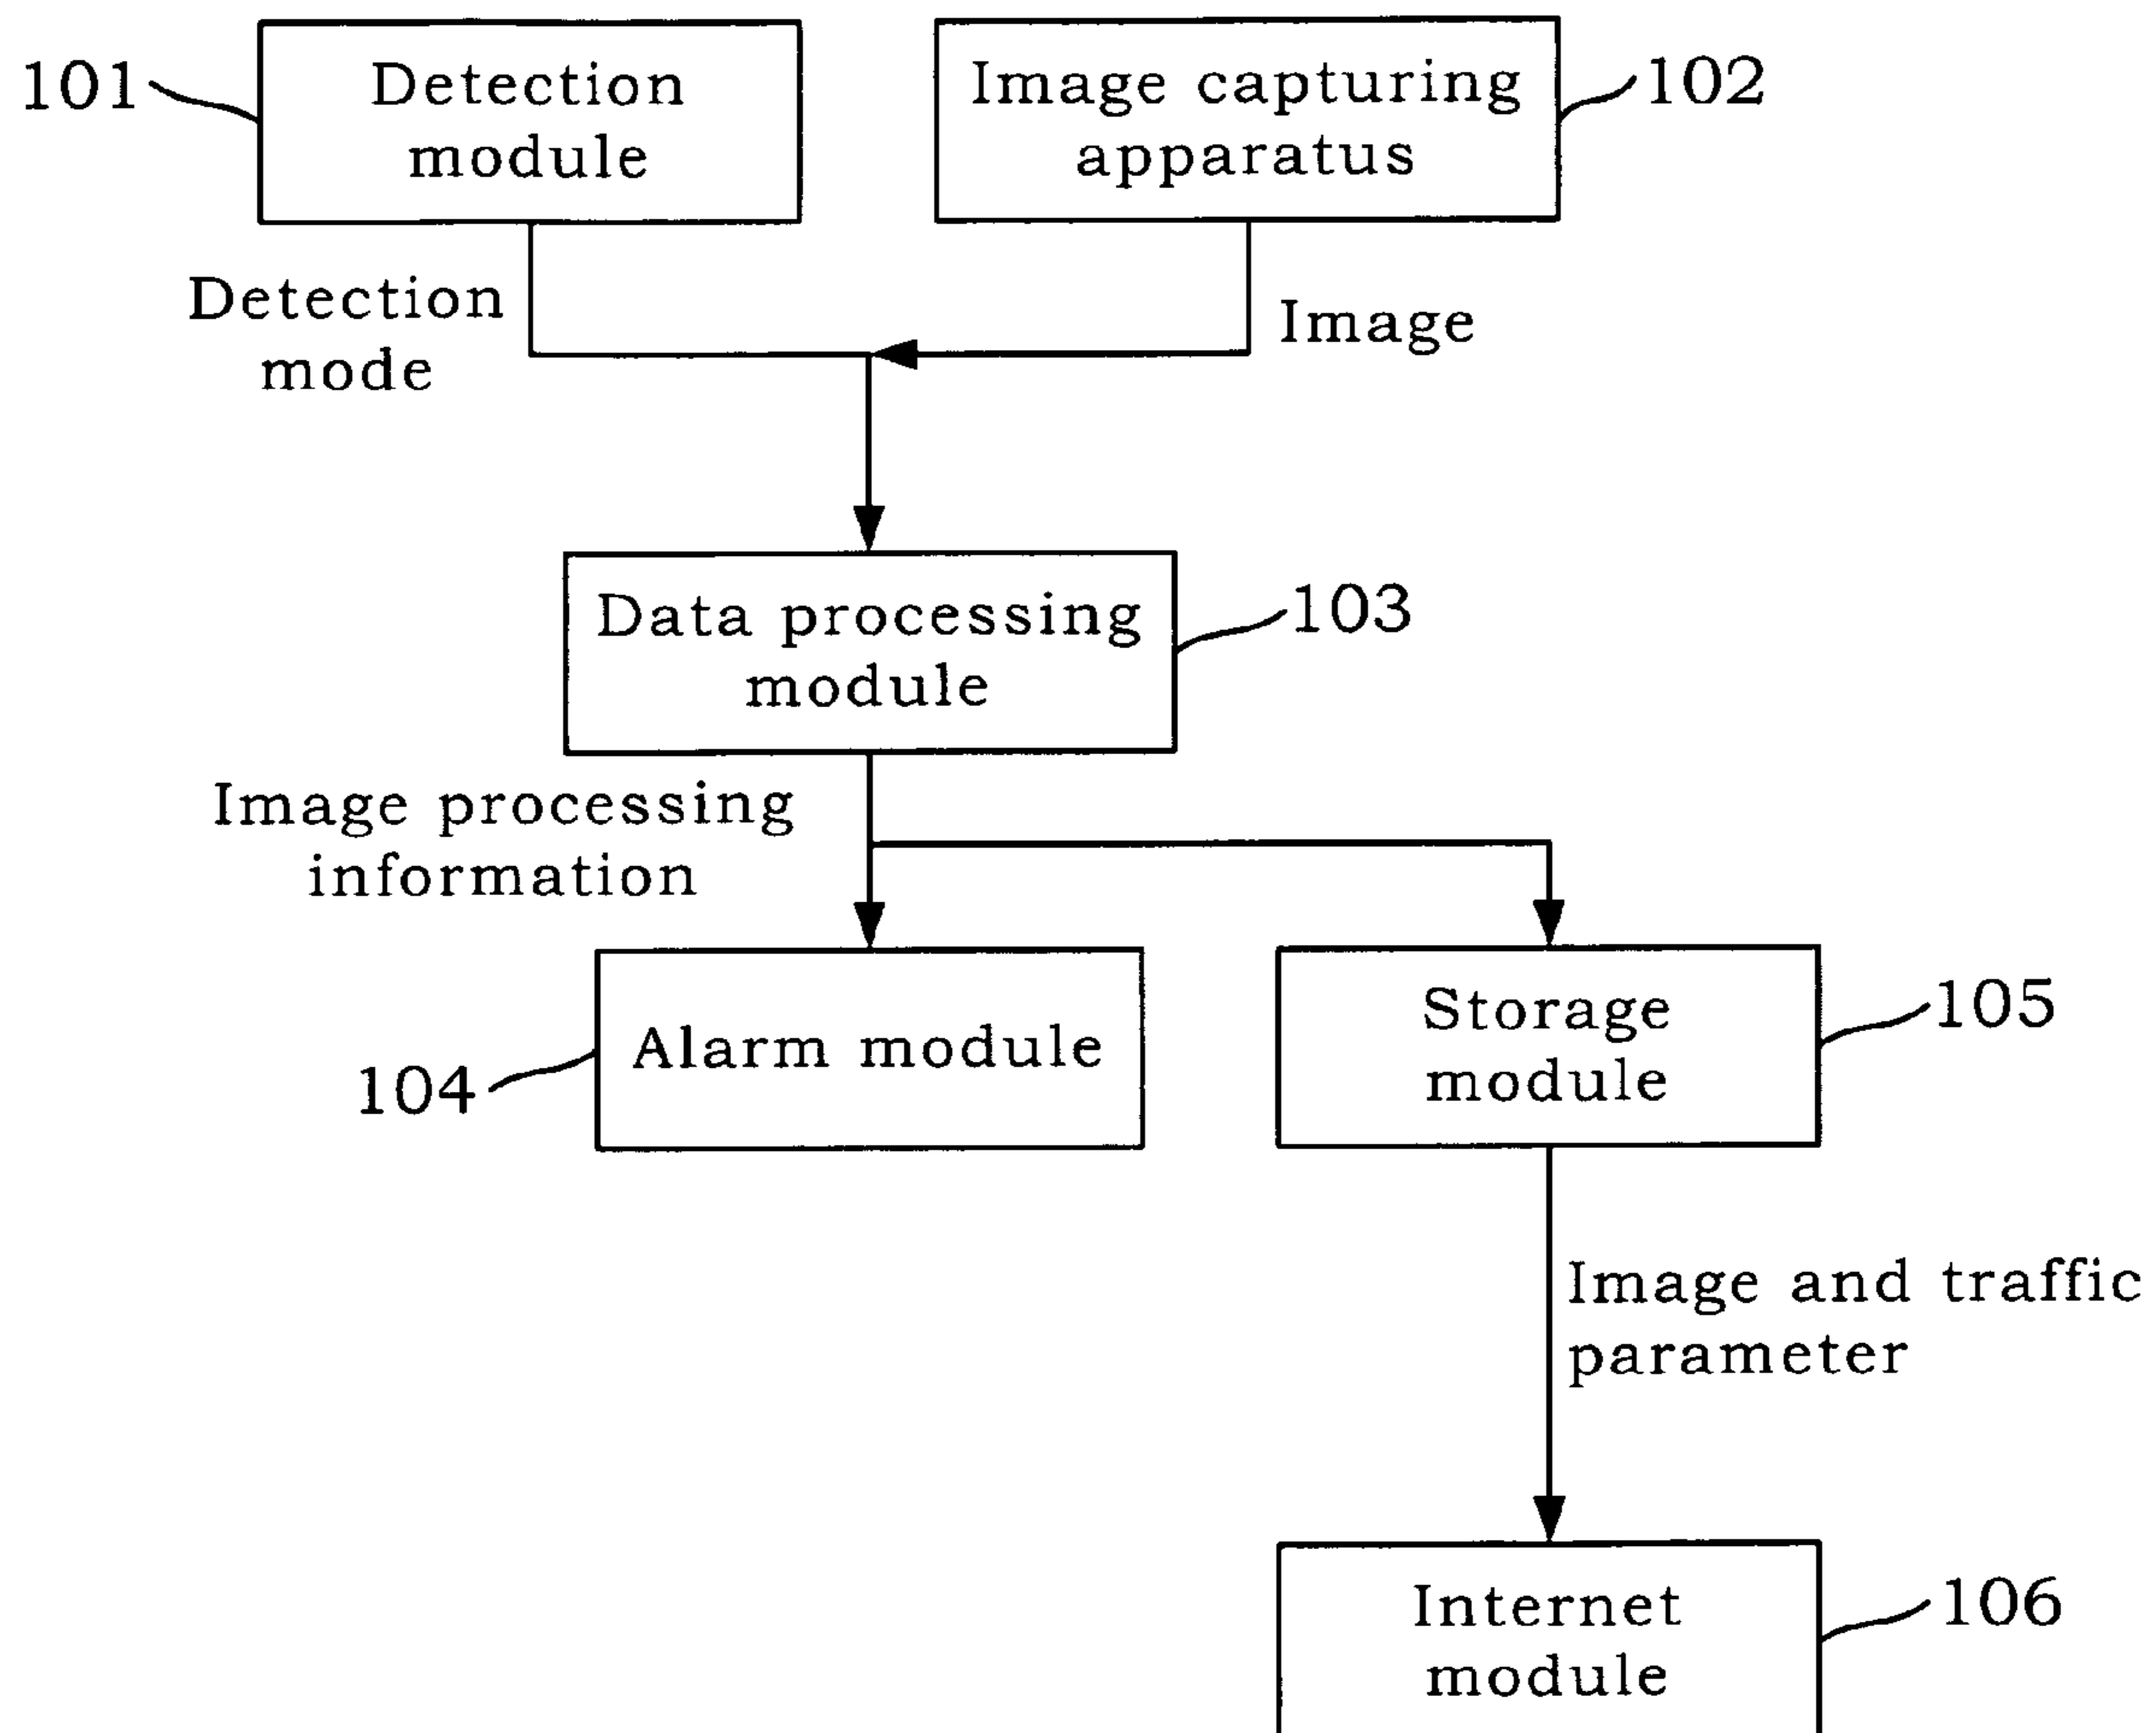 101
Detection
module
Image capturing
apparatus
102
Detection
mode
Image
Data processing
module
103
Image processing
information
Alarm module
104
Storage
module
105
Image and traffic
parameter
Internet
module
106